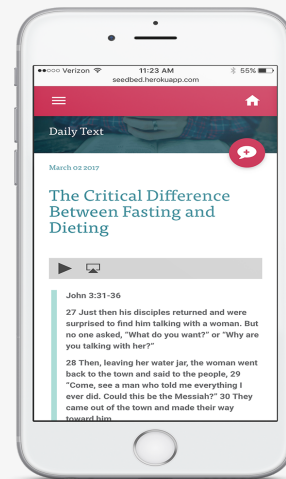 Verizon 11:23 AM 55%
seedbed.herokuapp.com
Daily Text
March 02 2017
The Critical Difference
Between Fasting and
Dieting
John 3:31-36
27 Just then his disciples returned and were
surprised to find him talking with a woman. But
no one asked, "What do you want?" or "Why are
you talking with her?"
28 Then, leaving her water jar, the woman went
back to the town and said to the people, 29
"Come, see a man who told me everything I
ever did. Could this be the Messiah?" 30 They
came out of the town and made their way
toward him.